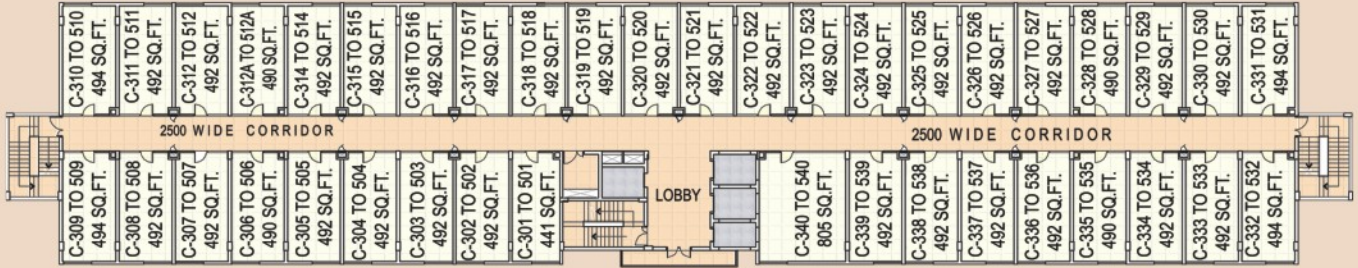 C-310 TO 510
494 SQ.FT.
C-311 TO 511
492 SQ.FT.
C-312 TO 512
492 SQ.FT.
C-312A TO 512A
490 SQ.FT.
C-314 TO 514
492 SQ.FT.
C-315 TO 515
492 SQ.FT.
C-316 TO 516
492 SQ.FT.
C-317 TO 517
492 SQ.FT.
C-318 TO 518
492 SQ.FT.
C-319 TO 519
492 SQ.FT.
C-320 TO 520
492 SQ.FT.
C-321 TO 521
492 SQ.FT.
C-322 TO 522
492 SQ.FT.
C-323 TO 523
492 SQ.FT.
C-324 TO 524
492 SQ.FT.
C-325 TO 525
492 SQ.FT.
C-326 TO 526
492 SQ.FT.
C-327 TO 527
492 SQ.FT.
C-328 TO 528
490 SQ.FT.
C-329 TO 529
492 SQ.FT.
C-330 TO 530
492 SQ.FT.
C-331 TO 531
494 SQ.FT.
2500 WIDE CORRIDOR
2500 WIDE CORRIDOR
C-309 TO 509
494 SQ.FT.
C-308 TO 508
492 SQ.FT.
C-307 TO 507
492 SQ.FT.
C-306 TO 506
490 SQ.FT.
C-305 TO 505
492 SQ.FT.
C-304 TO 504
492 SQ.FT.
C-303 TO 503
492 SQ.FT.
C-302 TO 502
492 SQ.FT.
C-301 TO 501
441 SQ.FT.
LOBBY
C-340 TO 540
805 SQ.FT.
C-339 TO 539
492 SQ.FT.
C-338 TO 538
492 SQ.FT.
C-337 TO 537
492 SQ.FT.
C-336 TO 536
492 SQ.FT.
C-335 TO 535
490 SQ.FT.
C-334 TO 534
492 SQ.FT.
C-333 TO 533
492 SQ.FT.
C-332 TO 532
494 SQ.FT.